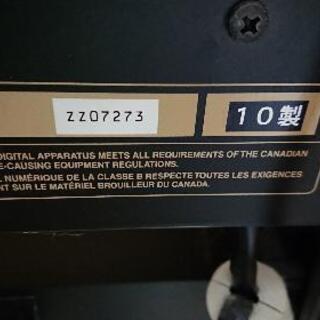 ZZ07273
10製
DIGITAL APPARATUS MEETS ALL REQUIREMENTS OF THE CANADIAN
E-CAUSING EQUIPMENT REGULATIONS.
L NUMÉRIQUE DE LA CLASSE B RESPECTE TOUTES LES EXIGENCES
ENT SUR LE MATÉRIEL BROUILLEUR DU CANADA.